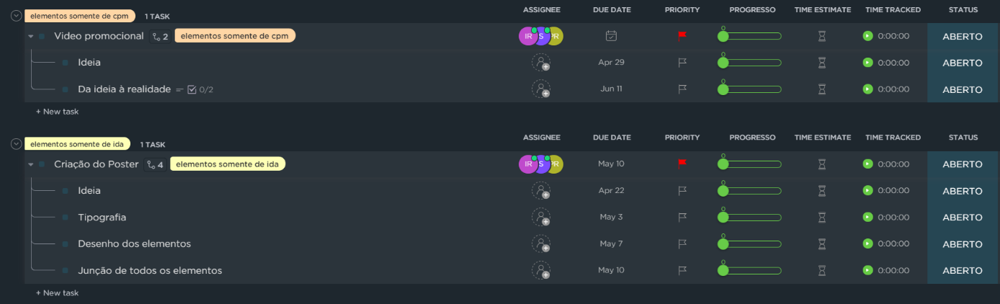 elementos somente de cpm 1 TASK ASSIGNEE DUE DATE PRIORITY PROGRESSO TIME ESTIMATE TIME TRACKED STATUS
Video promocional 2 elementos somente de cpm IR S PR 0 0:00:00 ABERTO
Ideia Apr 29 0 0:00:00 ABERTO
Da ideia à realidade 0/2 Jun 11 0 0:00:00 ABERTO
+ New task
elementos somente de ida 1 TASK ASSIGNEE DUE DATE PRIORITY PROGRESSO TIME ESTIMATE TIME TRACKED STATUS
Criação do Poster 4 elementos somente de ida IR S PR May 10 0 0:00:00 ABERTO
Ideia Apr 22 0 0:00:00 ABERTO
Tipografia May 3 0 0:00:00 ABERTO
Desenho dos elementos May 7 0 0:00:00 ABERTO
Junção de todos os elementos May 10 0 0:00:00 ABERTO
+ New task